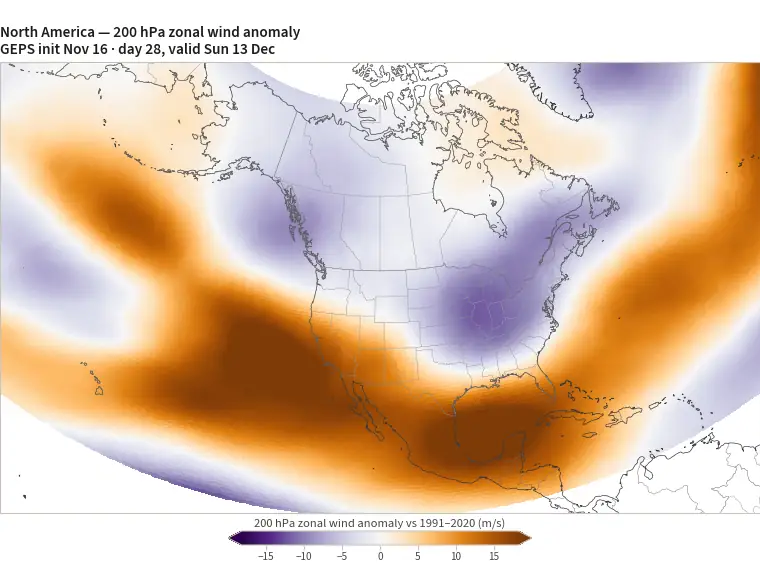 North America — 200 hPa zonal wind anomaly
GEPS init Nov 16 · day 28, valid Sun 13 Dec
200 hPa zonal wind anomaly vs 1991–2020 (m/s)
−15 −10 −5 0 5 10 15